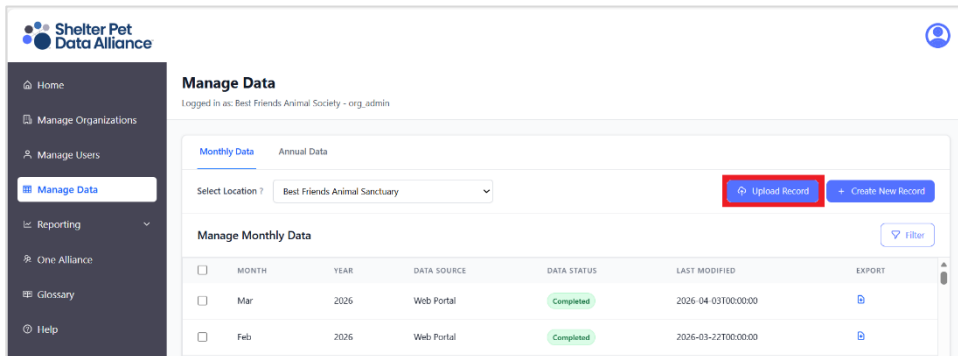 Shelter Pet
Data Alliance
Home
Manage Organizations
Manage Users
Manage Data
Reporting
One Alliance
Glossary
Help
Manage Data
Logged in as: Best Friends Animal Society - org_admin
Monthly Data Annual Data
Select Location ? Best Friends Animal Sanctuary Upload Record + Create New Record
Manage Monthly Data Filter
MONTH YEAR DATA SOURCE DATA STATUS LAST MODIFIED EXPORT
Mar 2026 Web Portal Completed 2026-04-03T00:00:00
Feb 2026 Web Portal Completed 2026-03-22T00:00:00